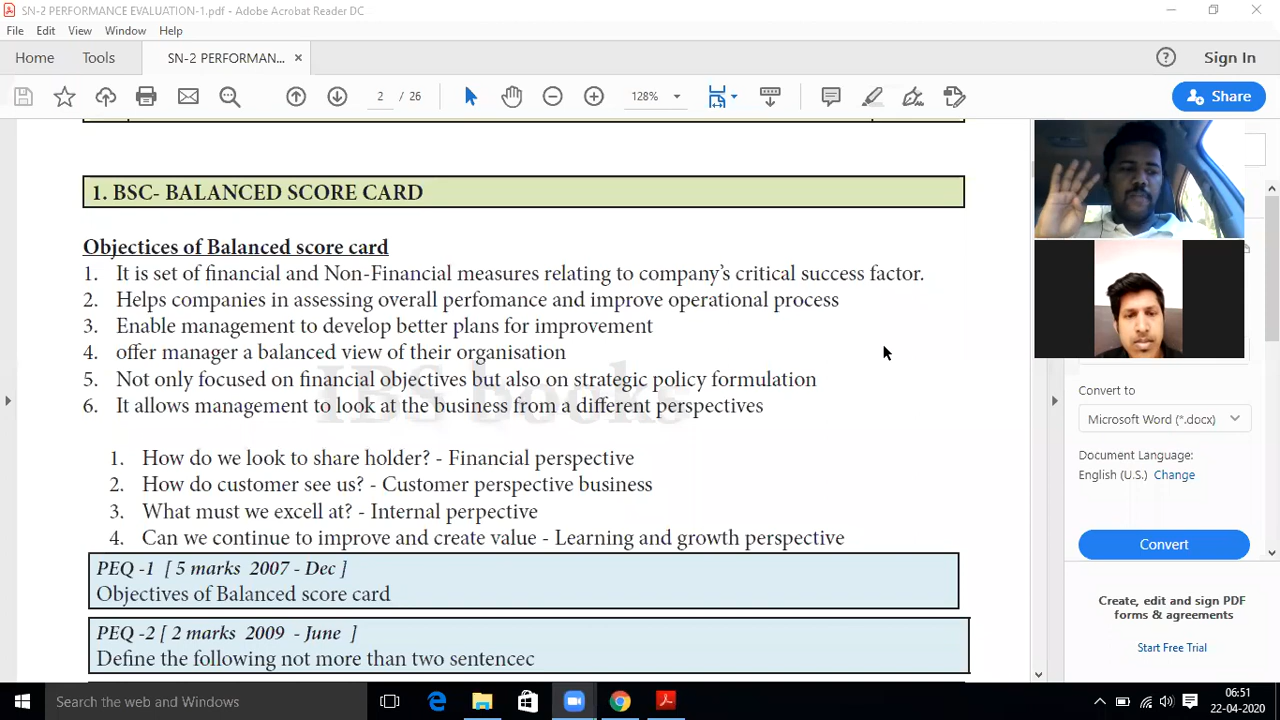 SN-2 PERFORMANCE EVALUATION-1.pdf - Adobe Acrobat Reader DC
File Edit View Window Help
Home Tools SN-2 PERFORMAN... × Sign In
2 / 26 128% Share
1. BSC- BALANCED SCORE CARD
Objectices of Balanced score card
1. It is set of financial and Non-Financial measures relating to company's critical success factor.
2. Helps companies in assessing overall perfomance and improve operational process
3. Enable management to develop better plans for improvement
4. offer manager a balanced view of their organisation
5. Not only focused on financial objectives but also on strategic policy formulation
6. It allows management to look at the business from a different perspectives
IBS books
1. How do we look to share holder? - Financial perspective
2. How do customer see us? - Customer perspective business
3. What must we excell at? - Internal perpective
4. Can we continue to improve and create value - Learning and growth perspective
PEQ -1 [ 5 marks 2007 - Dec ]
Objectives of Balanced score card
PEQ -2 [ 2 marks 2009 - June ]
Define the following not more than two sentencec
Convert to
Microsoft Word (*.docx)
Document Language:
English (U.S.) Change
Convert
Create, edit and sign PDF
forms & agreements
Start Free Trial
Search the web and Windows
06:51
22-04-2020